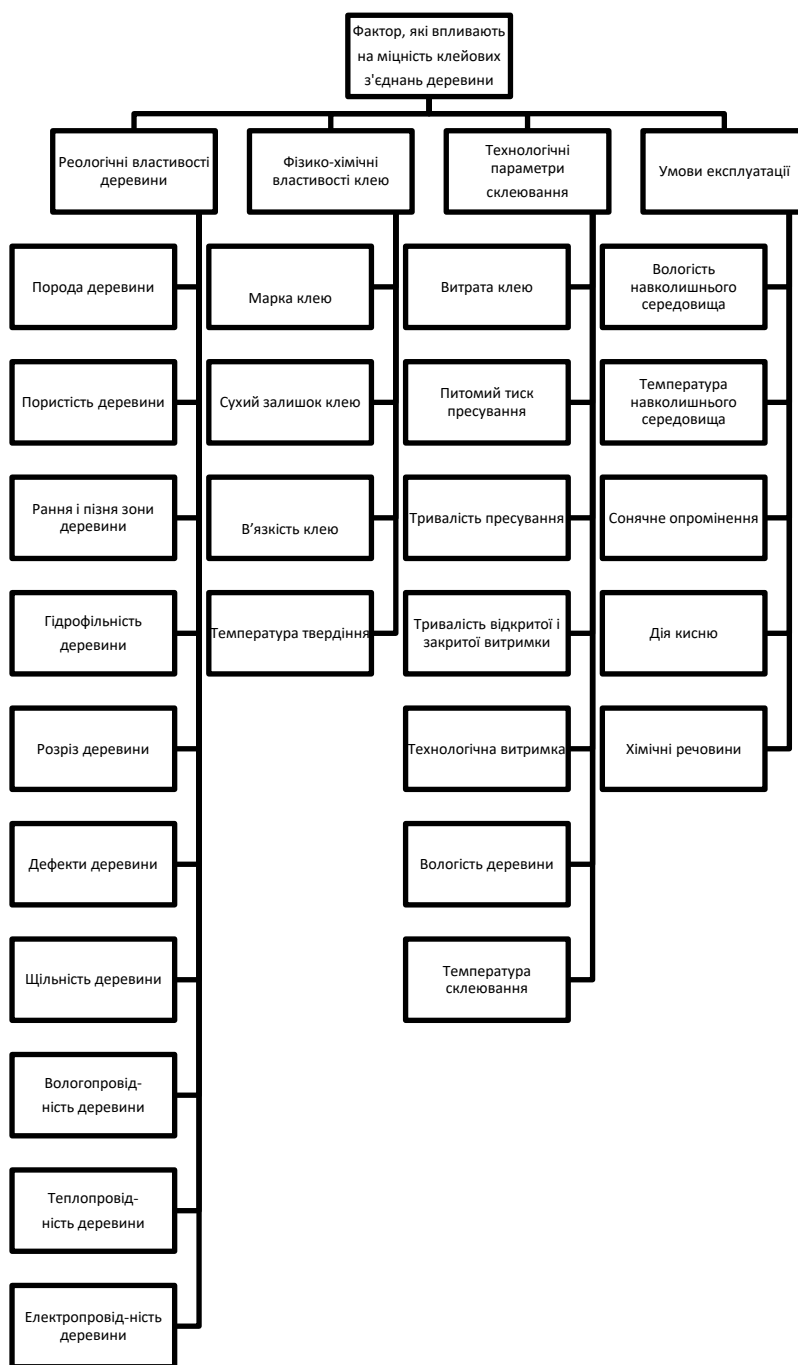 Фактор, які впливають
на міцність клейових
з'єднань деревини
Реологічні властивості
деревини
Фізико-хімічні
властивості клею
Технологічні
параметри
склеювання
Умови експлуатації
Порода деревини
Пористість деревини
Рання і пізня зони
деревини
Гідрофільність
деревини
Розріз деревини
Дефекти деревини
Щільність деревини
Вологопровід-
ність деревини
Теплопровід-
ність деревини
Електропровід-ність
деревини
Марка клею
Сухий залишок клею
В’язкість клею
Температура твердіння
Витрата клею
Питомий тиск
пресування
Тривалість пресування
Тривалість відкритої і
закритої витримки
Технологічна витримка
Вологість деревини
Температура
склеювання
Вологість
навколишнього
середовища
Температура
навколишнього
середовища
Сонячне опромінення
Дія кисню
Хімічні речовини